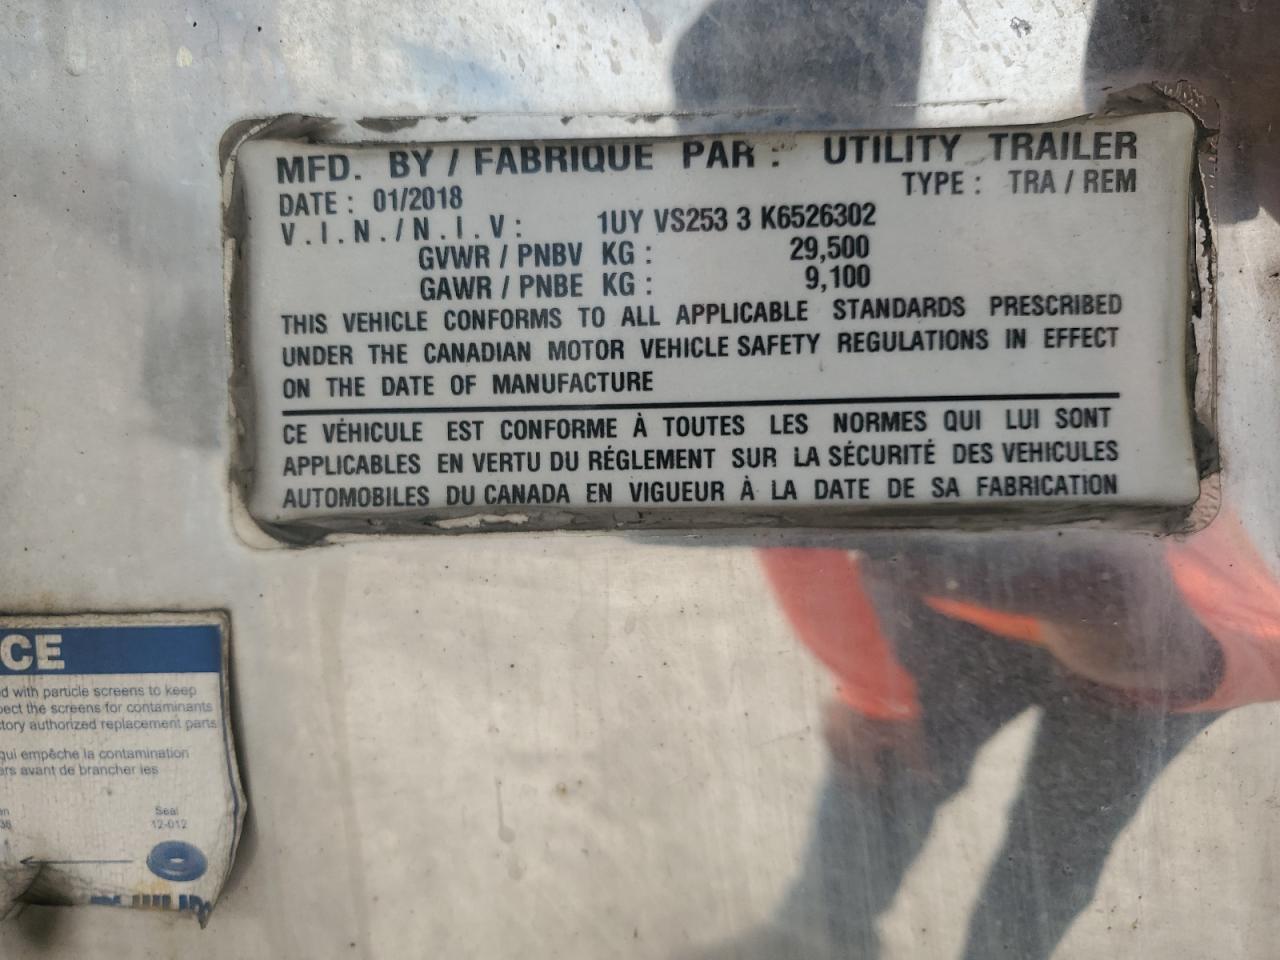 MFD. BY / FABRIQUE PAR : UTILITY TRAILER
DATE : 01/2018 TYPE : TRA / REM
V.I.N./N.I.V: 1UY VS253 3 K6526302
GVWR / PNBV KG : 29,500
GAWR / PNBE KG : 9,100
THIS VEHICLE CONFORMS TO ALL APPLICABLE STANDARDS PRESCRIBED
UNDER THE CANADIAN MOTOR VEHICLE SAFETY REGULATIONS IN EFFECT
ON THE DATE OF MANUFACTURE
CE VÉHICULE EST CONFORME À TOUTES LES NORMES QUI LUI SONT
APPLICABLES EN VERTU DU RÉGLEMENT SUR LA SÉCURITÉ DES VEHICULES
AUTOMOBILES DU CANADA EN VIGUEUR À LA DATE DE SA FABRICATION
CE
with particle screens to keep
the screens for contaminants
authorized replacement parts
qui empêche la contamination
avant de brancher les
Seal
12-012